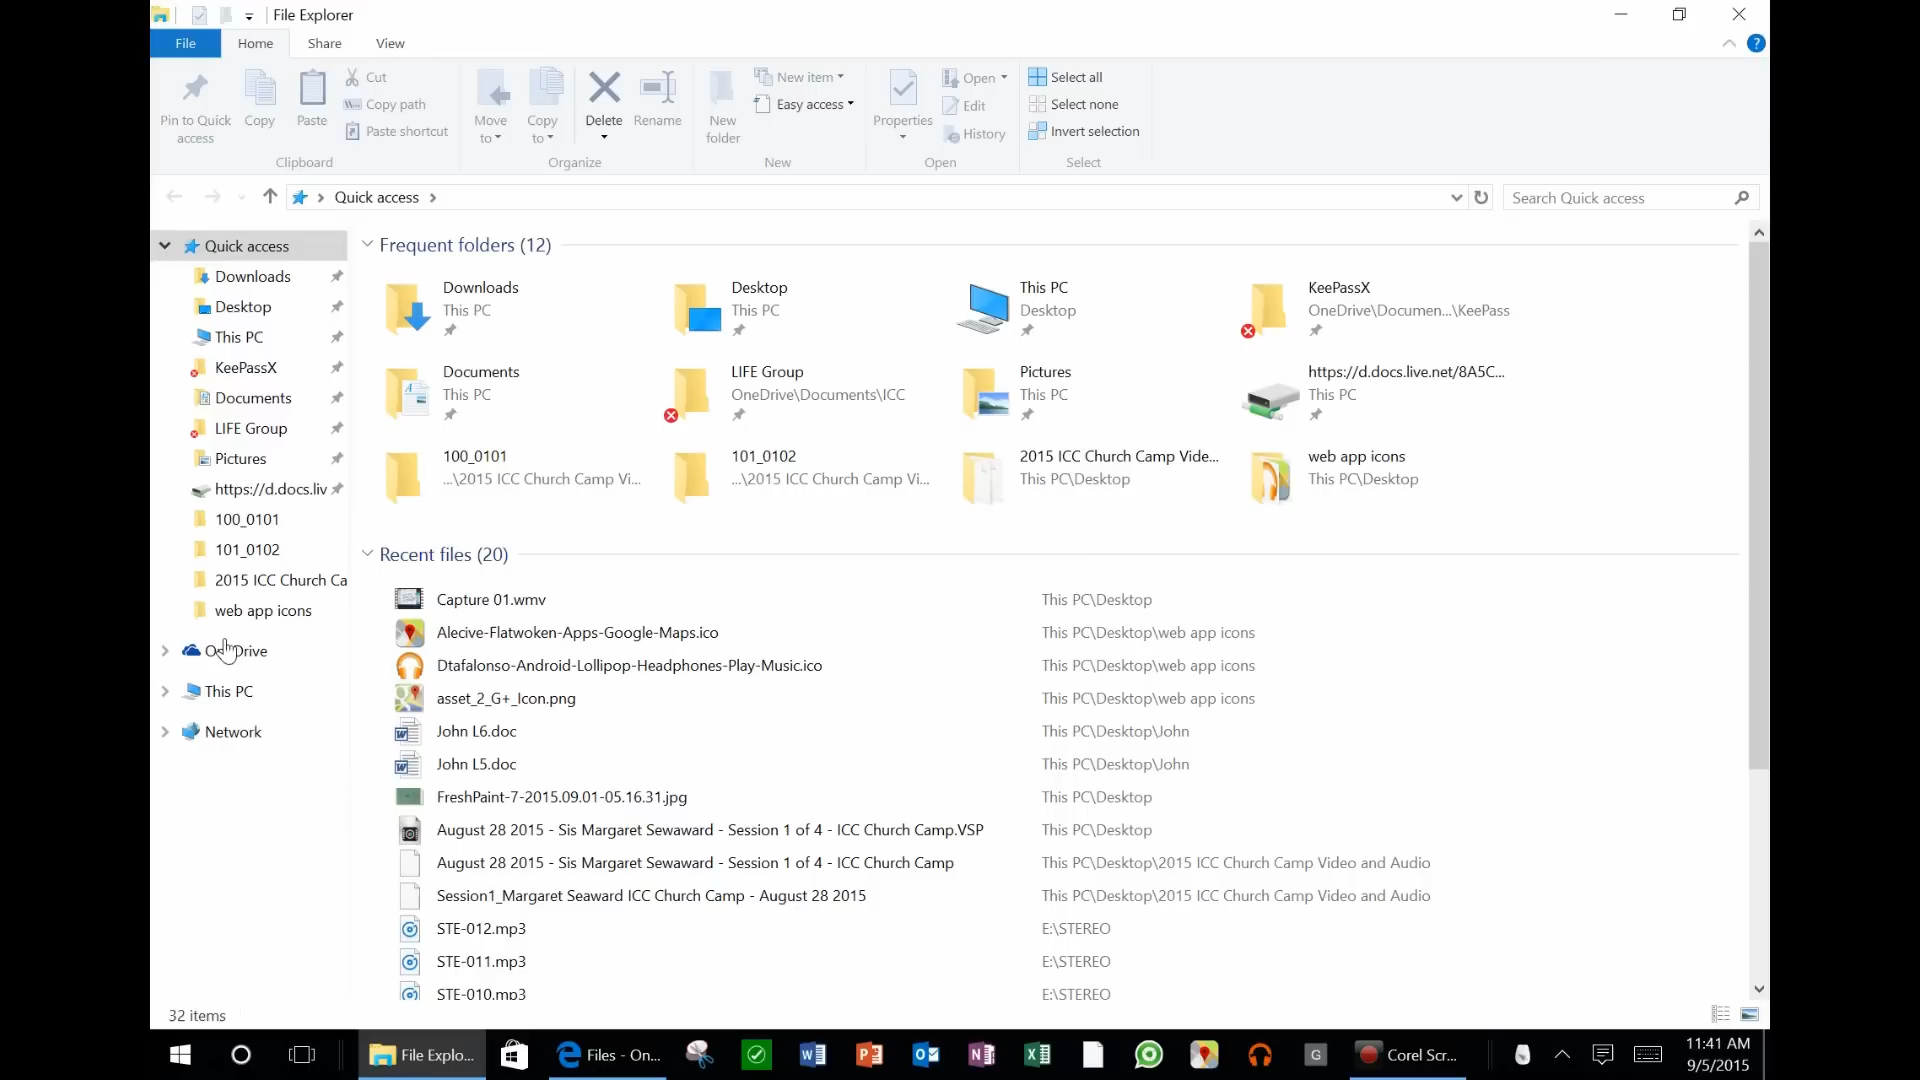 File Explorer
File
Home
Share
View
Pin to Quick access
Copy
Paste
Cut
Copy path
Paste shortcut
Clipboard
Move to
Copy to
Delete
Rename
Organize
New folder
New item
Easy access
New
Properties
Open
Edit
History
Open
Select all
Select none
Invert selection
Select
Quick access
Search Quick access
Quick access
Downloads
Desktop
This PC
KeePassX
Documents
LIFE Group
Pictures
https://d.docs.liv
100_0101
101_0102
2015 ICC Church Ca
web app icons
OneDrive
This PC
Network
Frequent folders (12)
Downloads
This PC
Desktop
This PC
This PC
Desktop
KeePassX
OneDrive\Documen...\KeePass
Documents
This PC
LIFE Group
OneDrive\Documents\ICC
Pictures
This PC
https://d.docs.live.net/8A5C...
This PC
100_0101
...\2015 ICC Church Camp Vi...
101_0102
...\2015 ICC Church Camp Vi...
2015 ICC Church Camp Vide...
This PC\Desktop
web app icons
This PC\Desktop
Recent files (20)
Capture 01.wmv This PC\Desktop
Alecive-Flatwoken-Apps-Google-Maps.ico This PC\Desktop\web app icons
Dtafalonso-Android-Lollipop-Headphones-Play-Music.ico This PC\Desktop\web app icons
asset_2_G+_Icon.png This PC\Desktop\web app icons
John L6.doc This PC\Desktop\John
John L5.doc This PC\Desktop\John
FreshPaint-7-2015.09.01-05.16.31.jpg This PC\Desktop
August 28 2015 - Sis Margaret Sewaward - Session 1 of 4 - ICC Church Camp.VSP This PC\Desktop
August 28 2015 - Sis Margaret Sewaward - Session 1 of 4 - ICC Church Camp This PC\Desktop\2015 ICC Church Camp Video and Audio
Session1_Margaret Seaward ICC Church Camp - August 28 2015 This PC\Desktop\2015 ICC Church Camp Video and Audio
STE-012.mp3 E:\STEREO
STE-011.mp3 E:\STEREO
STE-010.mp3 E:\STEREO
32 items
File Explo...
Files - On...
Corel Scr...
11:41 AM
9/5/2015